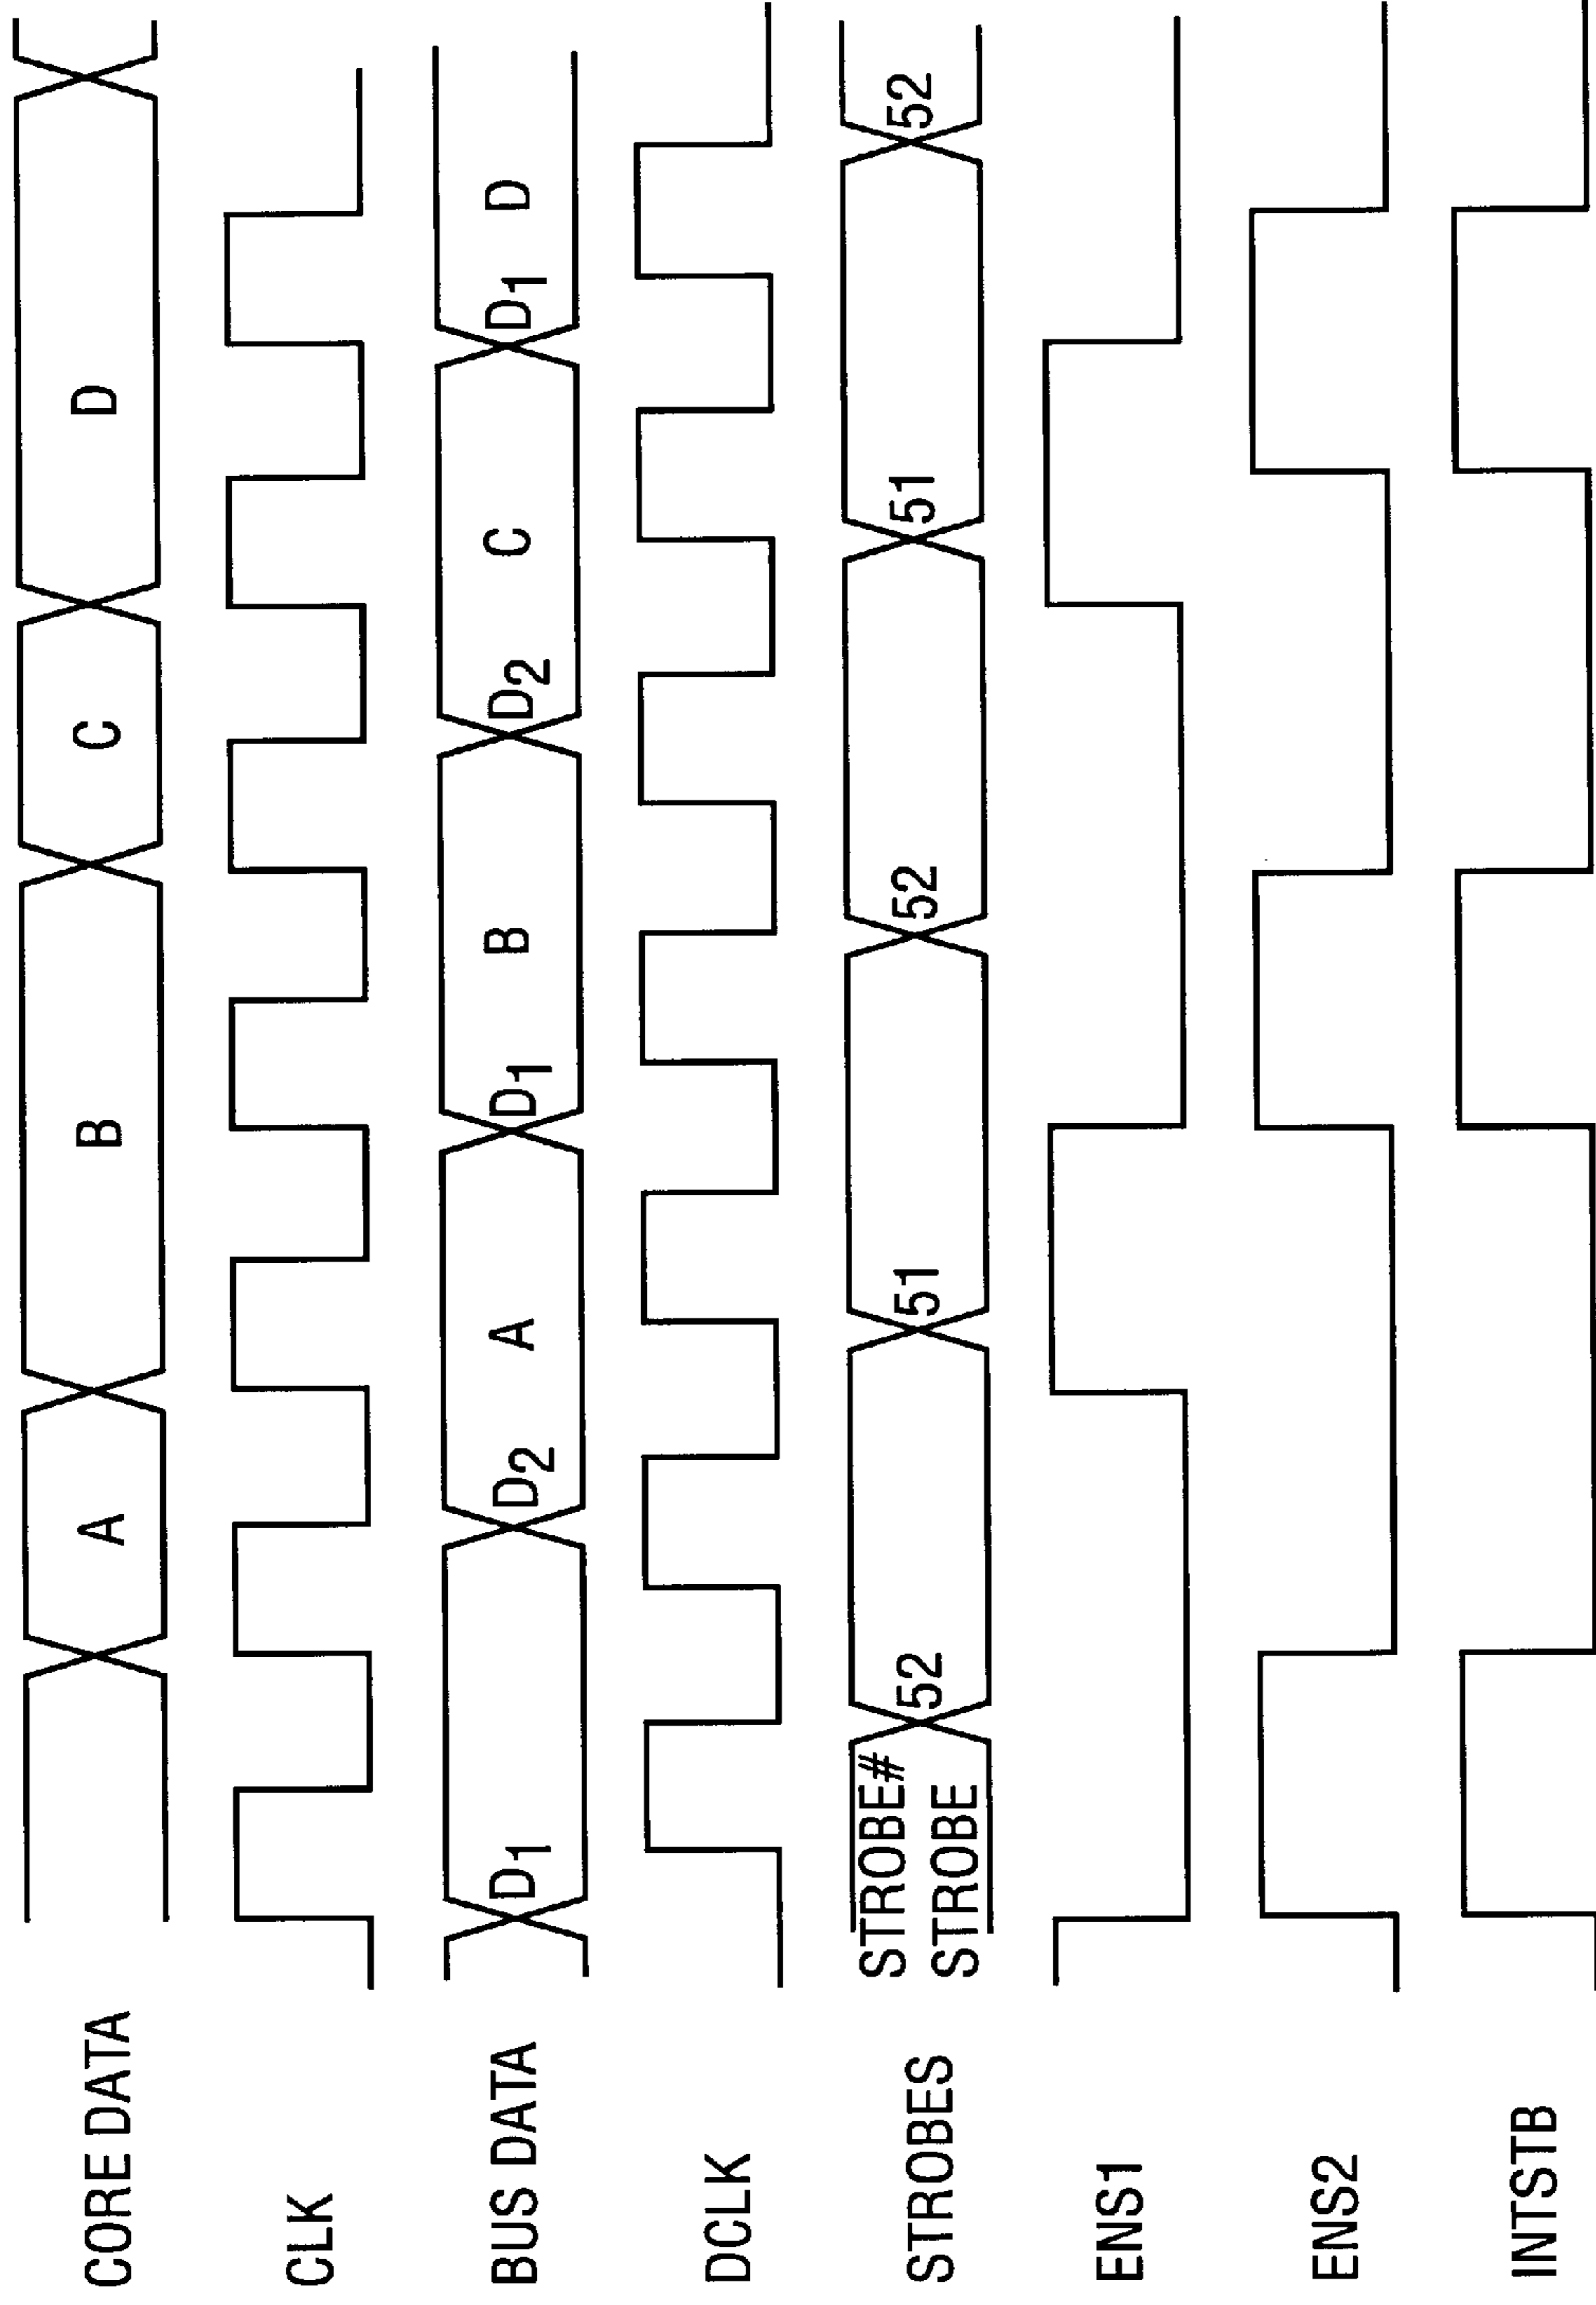 CORE DATA A B C D
CLK
BUS DATA D1 D2 A D1 B D2 C D1 D
DCLK
STROBES STROBE# 52 51 52 51 52
STROBE
ENS1
ENS2
INTSTB